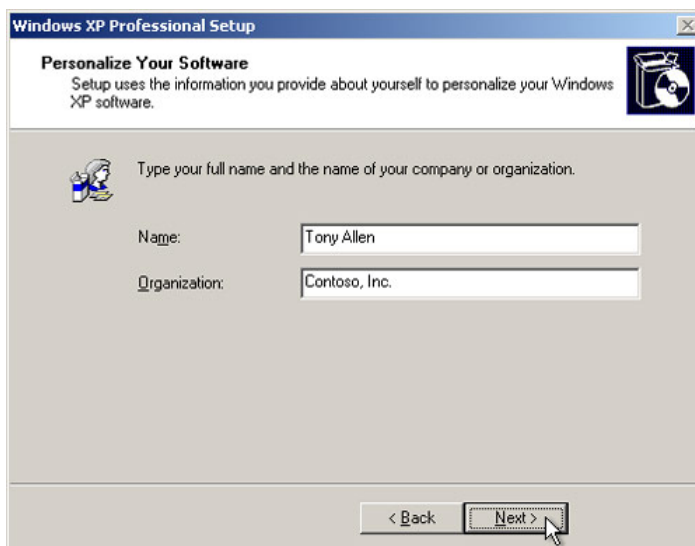 Windows XP Professional Setup
Personalize Your Software
Setup uses the information you provide about yourself to personalize your Windows
XP software.
Type your full name and the name of your company or organization.
Name:
Tony Allen
Organization:
Contoso, Inc.
< Back
Next >